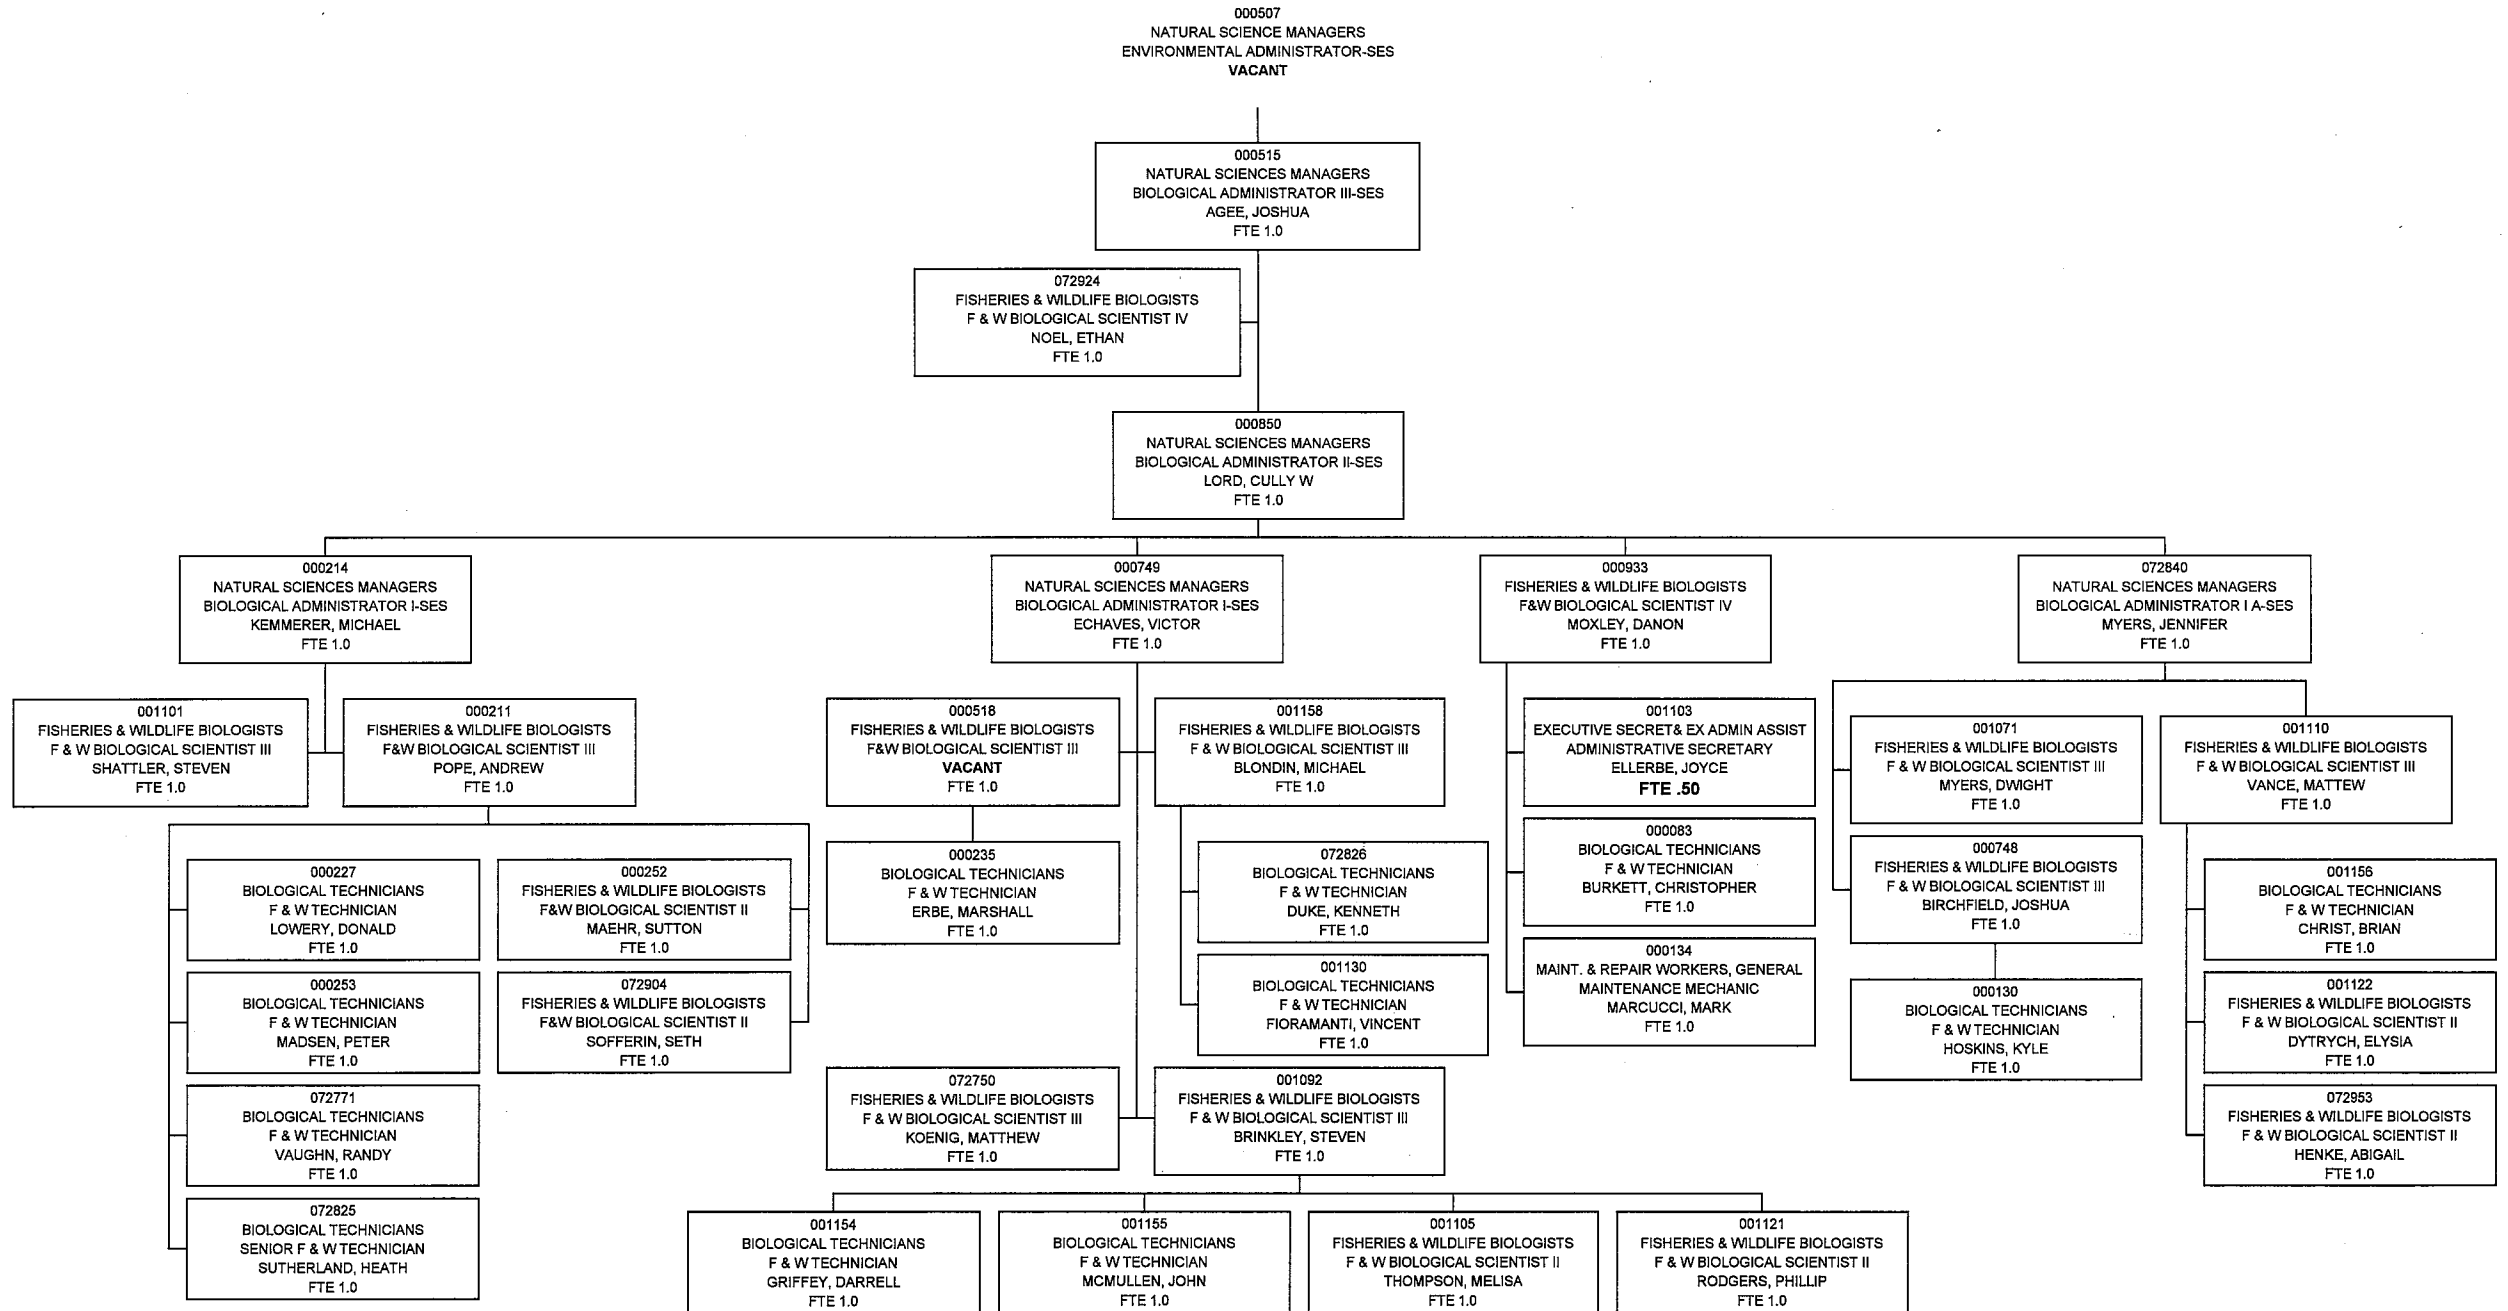 000507
NATURAL SCIENCE MANAGERS
ENVIRONMENTAL ADMINISTRATOR-SES
VACANT
000515
NATURAL SCIENCES MANAGERS
BIOLOGICAL ADMINISTRATOR III-SES
AGEE, JOSHUA
FTE 1.0
072924
FISHERIES & WILDLIFE BIOLOGISTS
F & W BIOLOGICAL SCIENTIST IV
NOEL, ETHAN
FTE 1.0
000850
NATURAL SCIENCES MANAGERS
BIOLOGICAL ADMINISTRATOR II-SES
LORD, CULLY W
FTE 1.0
000214
NATURAL SCIENCES MANAGERS
BIOLOGICAL ADMINISTRATOR I-SES
KEMMERER, MICHAEL
FTE 1.0
000749
NATURAL SCIENCES MANAGERS
BIOLOGICAL ADMINISTRATOR I-SES
ECHAVES, VICTOR
FTE 1.0
000933
FISHERIES & WILDLIFE BIOLOGISTS
F&W BIOLOGICAL SCIENTIST IV
MOXLEY, DANON
FTE 1.0
072840
NATURAL SCIENCES MANAGERS
BIOLOGICAL ADMINISTRATOR I A-SES
MYERS, JENNIFER
FTE 1.0
001101
FISHERIES & WILDLIFE BIOLOGISTS
F & W BIOLOGICAL SCIENTIST III
SHATTLER, STEVEN
FTE 1.0
000211
FISHERIES & WILDLIFE BIOLOGISTS
F&W BIOLOGICAL SCIENTIST III
POPE, ANDREW
FTE 1.0
000518
FISHERIES & WILDLIFE BIOLOGISTS
F&W BIOLOGICAL SCIENTIST III
VACANT
FTE 1.0
001158
FISHERIES & WILDLIFE BIOLOGISTS
F & W BIOLOGICAL SCIENTIST III
BLONDIN, MICHAEL
FTE 1.0
001103
EXECUTIVE SECRET& EX ADMIN ASSIST
ADMINISTRATIVE SECRETARY
ELLERBE, JOYCE
FTE .50
001071
FISHERIES & WILDLIFE BIOLOGISTS
F & W BIOLOGICAL SCIENTIST III
MYERS, DWIGHT
FTE 1.0
001110
FISHERIES & WILDLIFE BIOLOGISTS
F & W BIOLOGICAL SCIENTIST III
VANCE, MATTEW
FTE 1.0
000227
BIOLOGICAL TECHNICIANS
F & W TECHNICIAN
LOWERY, DONALD
FTE 1.0
000252
FISHERIES & WILDLIFE BIOLOGISTS
F&W BIOLOGICAL SCIENTIST II
MAEHR, SUTTON
FTE 1.0
000235
BIOLOGICAL TECHNICIANS
F & W TECHNICIAN
ERBE, MARSHALL
FTE 1.0
072826
BIOLOGICAL TECHNICIANS
F & W TECHNICIAN
DUKE, KENNETH
FTE 1.0
000083
BIOLOGICAL TECHNICIANS
F & W TECHNICIAN
BURKETT, CHRISTOPHER
FTE 1.0
000748
FISHERIES & WILDLIFE BIOLOGISTS
F & W BIOLOGICAL SCIENTIST III
BIRCHFIELD, JOSHUA
FTE 1.0
001156
BIOLOGICAL TECHNICIANS
F & W TECHNICIAN
CHRIST, BRIAN
FTE 1.0
000253
BIOLOGICAL TECHNICIANS
F & W TECHNICIAN
MADSEN, PETER
FTE 1.0
072904
FISHERIES & WILDLIFE BIOLOGISTS
F&W BIOLOGICAL SCIENTIST II
SOFFERIN, SETH
FTE 1.0
001130
BIOLOGICAL TECHNICIANS
F & W TECHNICIAN
FIORAMANTI, VINCENT
FTE 1.0
000134
MAINT. & REPAIR WORKERS, GENERAL
MAINTENANCE MECHANIC
MARCUCCI, MARK
FTE 1.0
000130
BIOLOGICAL TECHNICIANS
F & W TECHNICIAN
HOSKINS, KYLE
FTE 1.0
001122
FISHERIES & WILDLIFE BIOLOGISTS
F & W BIOLOGICAL SCIENTIST II
DYTRYCH, ELYSIA
FTE 1.0
072771
BIOLOGICAL TECHNICIANS
F & W TECHNICIAN
VAUGHN, RANDY
FTE 1.0
072750
FISHERIES & WILDLIFE BIOLOGISTS
F & W BIOLOGICAL SCIENTIST III
KOENIG, MATTHEW
FTE 1.0
001092
FISHERIES & WILDLIFE BIOLOGISTS
F & W BIOLOGICAL SCIENTIST III
BRINKLEY, STEVEN
FTE 1.0
072953
FISHERIES & WILDLIFE BIOLOGISTS
F & W BIOLOGICAL SCIENTIST II
HENKE, ABIGAIL
FTE 1.0
072825
BIOLOGICAL TECHNICIANS
SENIOR F & W TECHNICIAN
SUTHERLAND, HEATH
FTE 1.0
001154
BIOLOGICAL TECHNICIANS
F & W TECHNICIAN
GRIFFEY, DARRELL
FTE 1.0
001155
BIOLOGICAL TECHNICIANS
F & W TECHNICIAN
MCMULLEN, JOHN
FTE 1.0
001105
FISHERIES & WILDLIFE BIOLOGISTS
F & W BIOLOGICAL SCIENTIST II
THOMPSON, MELISA
FTE 1.0
001121
FISHERIES & WILDLIFE BIOLOGISTS
F & W BIOLOGICAL SCIENTIST II
RODGERS, PHILLIP
FTE 1.0